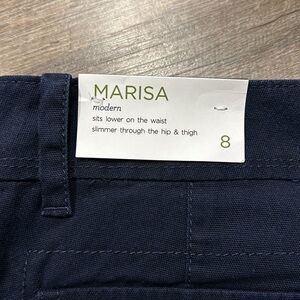 MARISA
modern
sits lower on the waist
slimmer through the hip & thigh
8